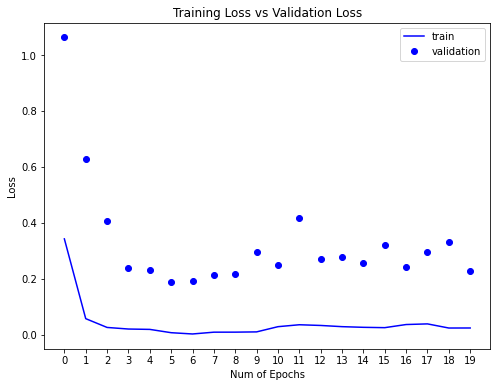 Training Loss vs Validation Loss
train
validation
1.0
0.8
0.6
0.4
0.2
0.0
Loss
0 1 2 3 4 5 6 7 8 9 10 11 12 13 14 15 16 17 18 19
Num of Epochs